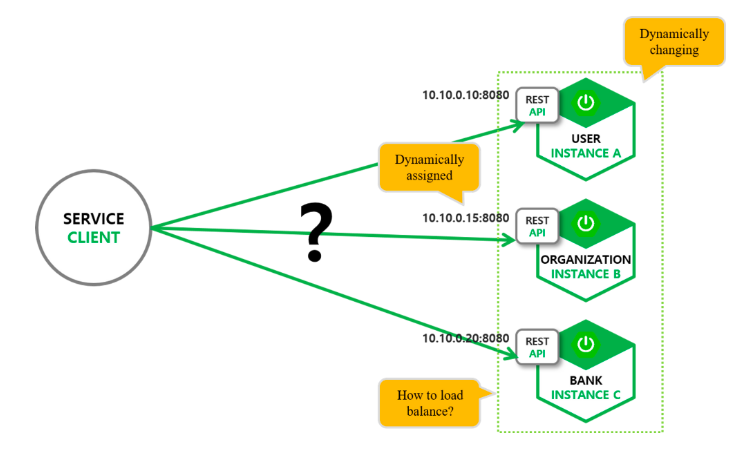 Dynamically
changing
10.10.0.10:8080
REST
API
USER
INSTANCE A
Dynamically
assigned
SERVICE
CLIENT
?
10.10.0.15:8080
REST
API
ORGANIZATION
INSTANCE B
10.10.0.20:8080
REST
API
BANK
INSTANCE C
How to load
balance?